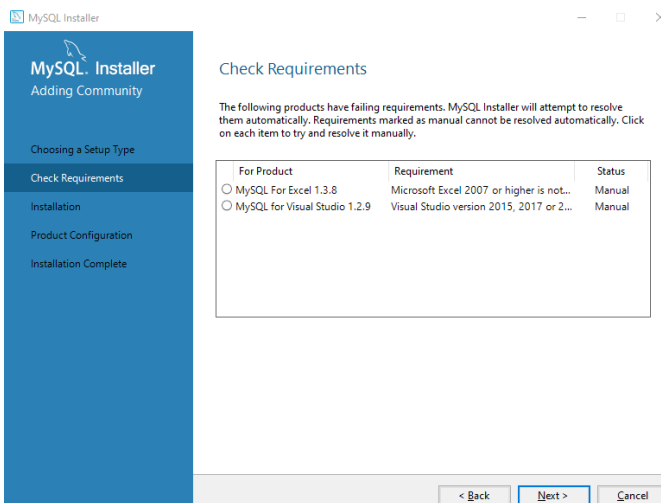 MySQL Installer
MySQL. Installer
Adding Community
Choosing a Setup Type
Check Requirements
Installation
Product Configuration
Installation Complete
Check Requirements
The following products have failing requirements. MySQL Installer will attempt to resolve
them automatically. Requirements marked as manual cannot be resolved automatically. Click
on each item to try and resolve it manually.
For Product Requirement Status
MySQL For Excel 1.3.8 Microsoft Excel 2007 or higher is not... Manual
MySQL for Visual Studio 1.2.9 Visual Studio version 2015, 2017 or 2... Manual
< Back Next > Cancel